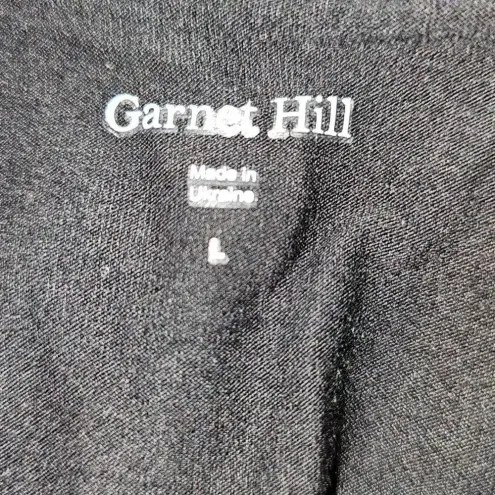 Garnet Hill
Made in
Ukraine
L